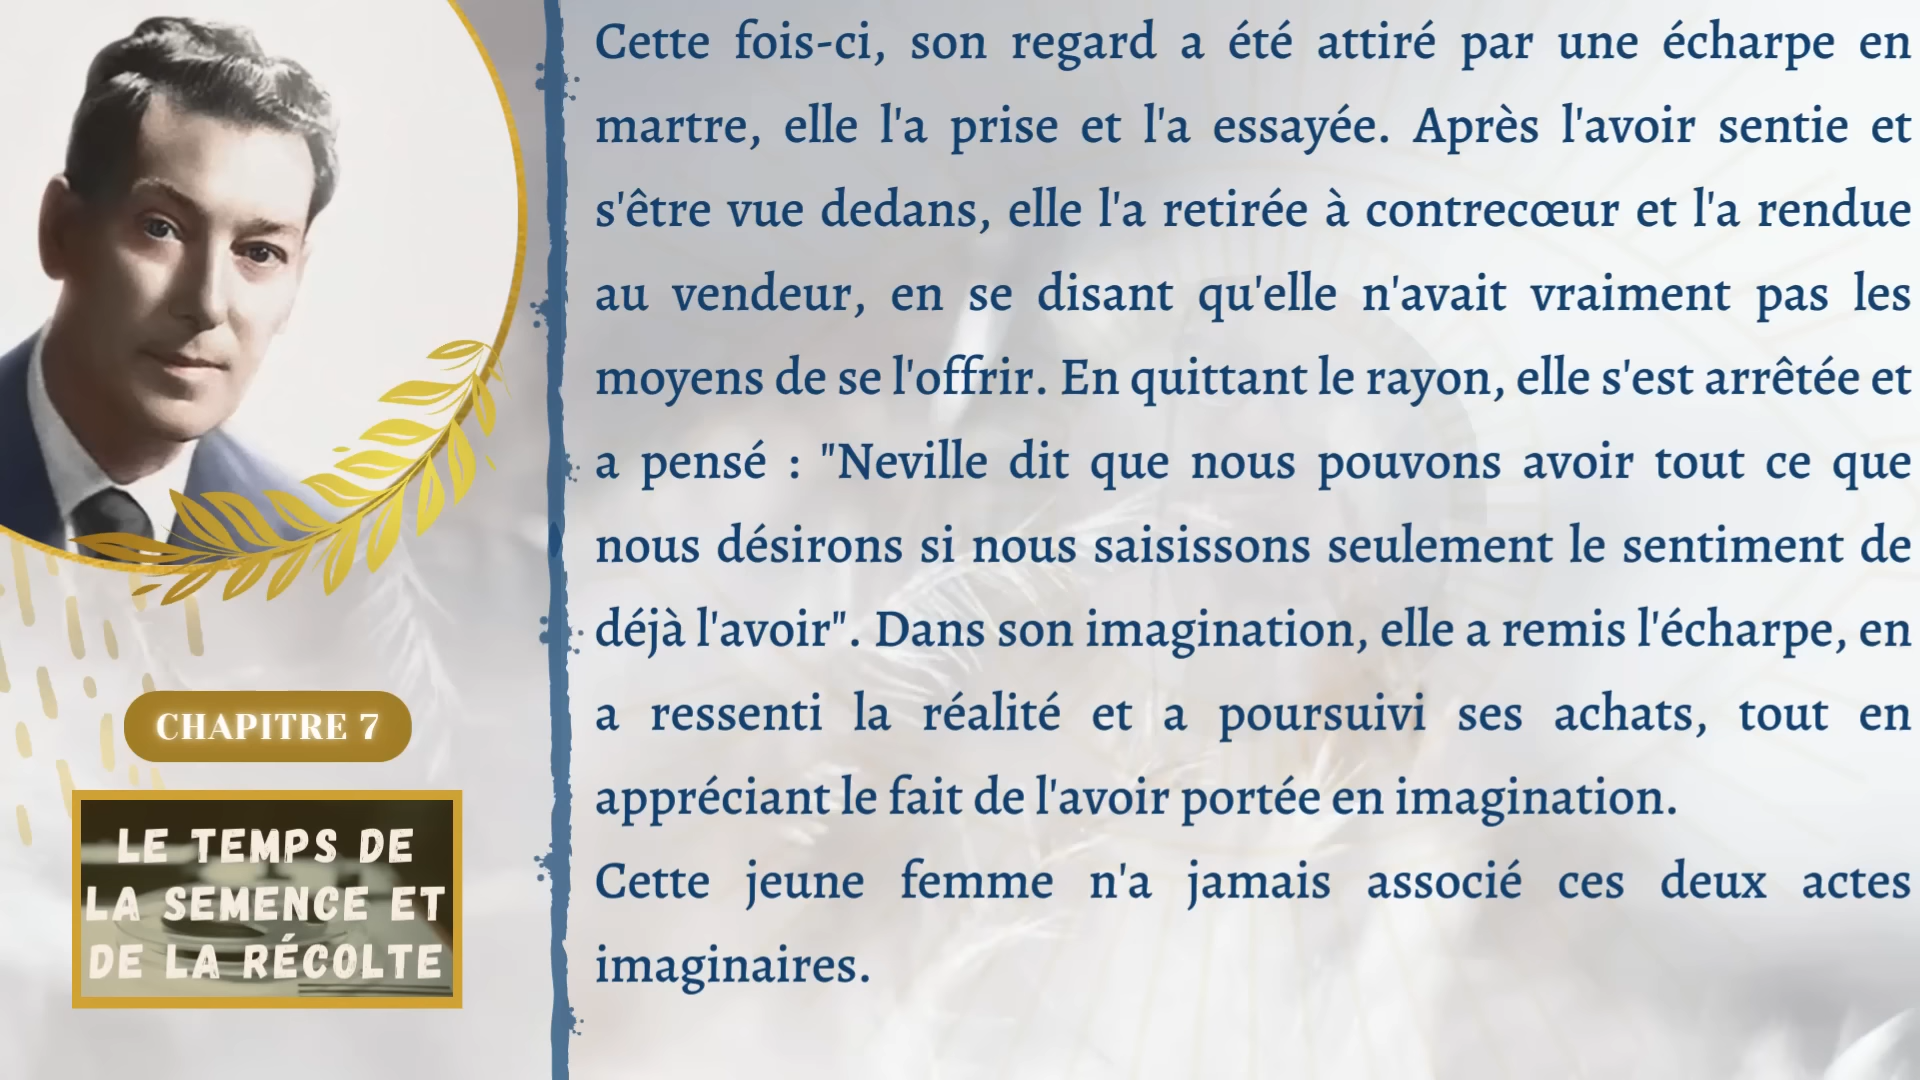 Cette fois-ci, son regard a été attiré par une écharpe en
martre, elle l'a prise et l'a essayée. Après l'avoir sentie et
s'être vue dedans, elle l'a retirée à contrecœur et l'a rendue
au vendeur, en se disant qu'elle n'avait vraiment pas les
moyens de se l'offrir. En quittant le rayon, elle s'est arrêtée et
a pensé : "Neville dit que nous pouvons avoir tout ce que
nous désirons si nous saisissons seulement le sentiment de
déjà l'avoir". Dans son imagination, elle a remis l'écharpe, en
a ressenti la réalité et a poursuivi ses achats, tout en
appréciant le fait de l'avoir portée en imagination.
Cette jeune femme n'a jamais associé ces deux actes
imaginaires.
CHAPITRE 7
LE TEMPS DE
LA SEMENCE ET
DE LA RÉCOLTE